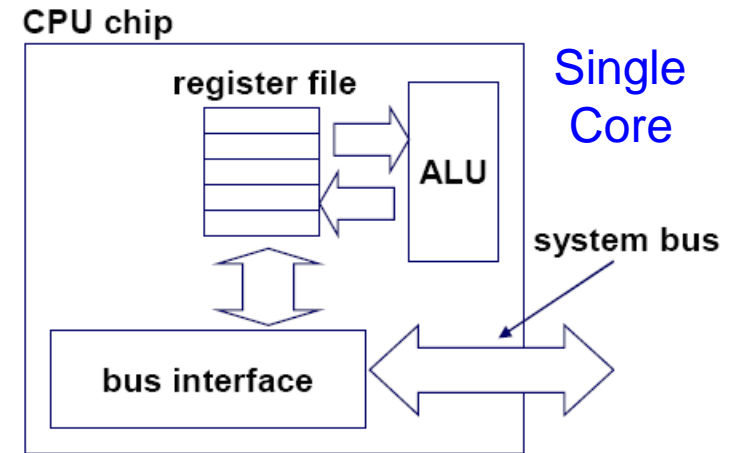 CPU chip
register file
Single
Core
ALU
system bus
bus interface